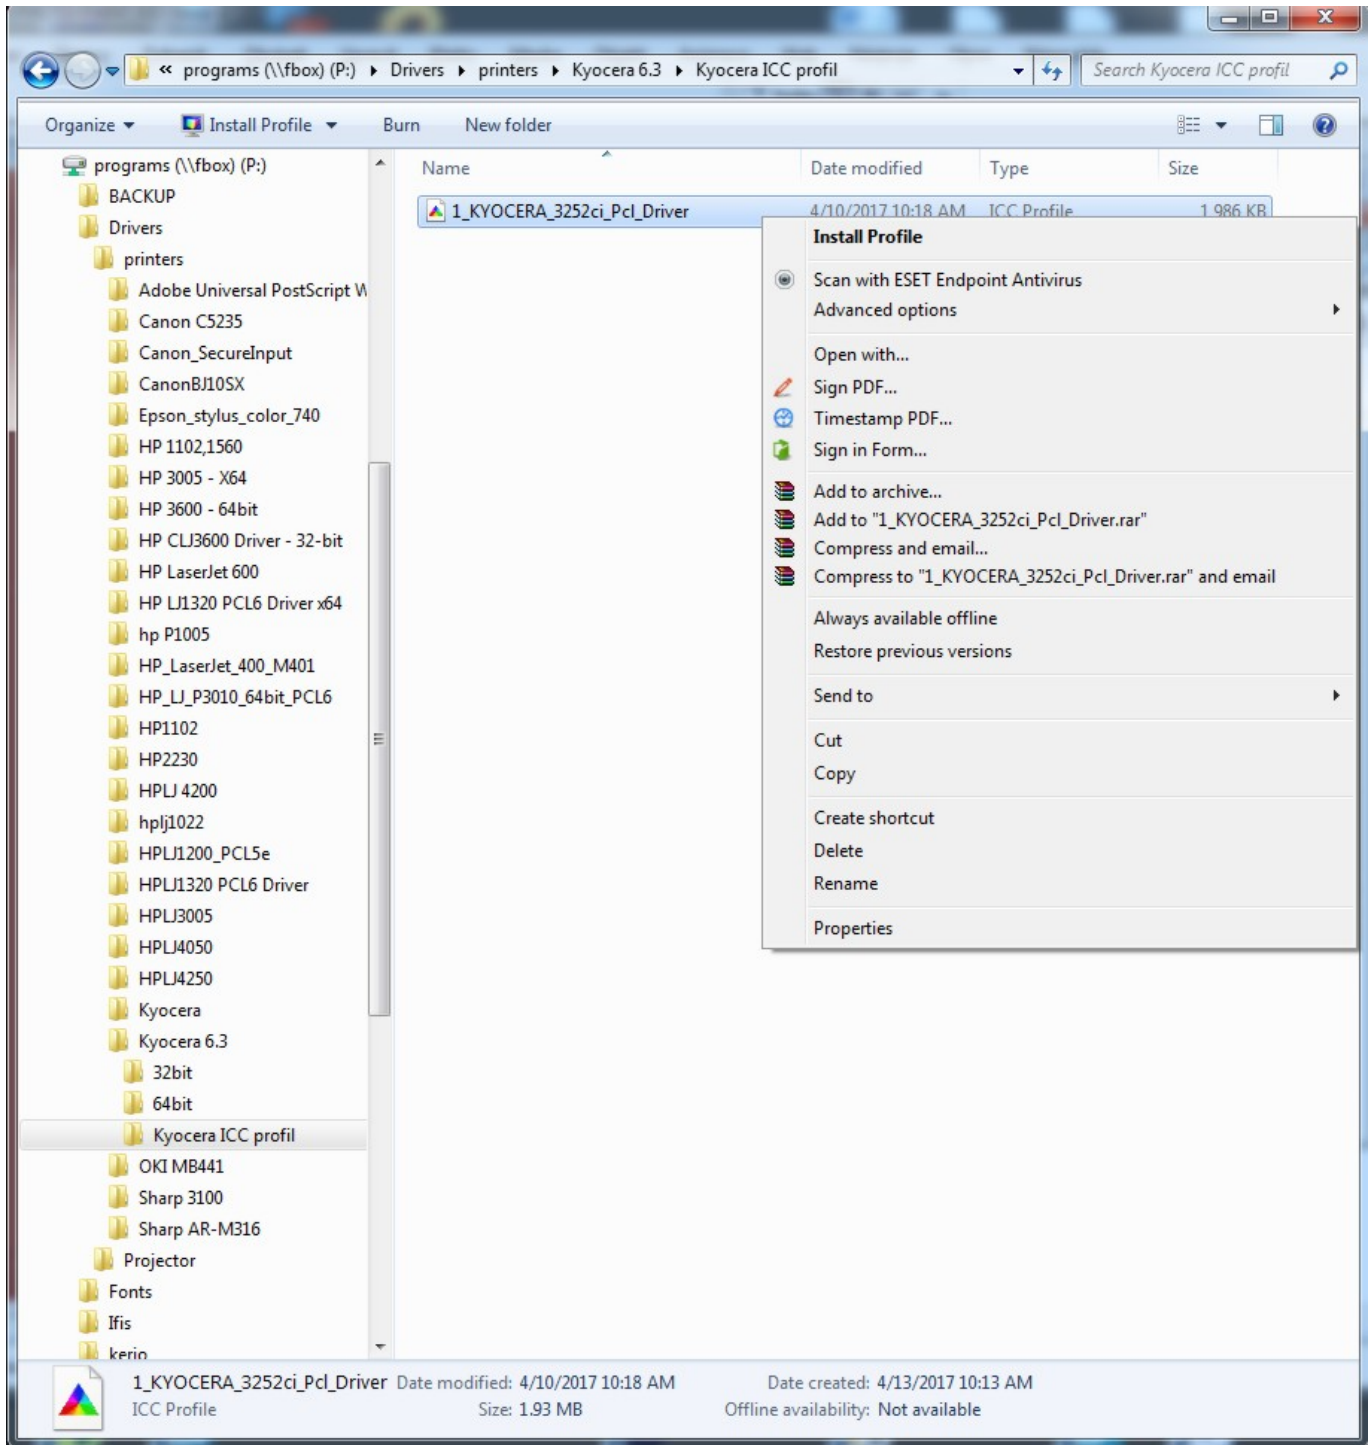 « programs (\\fbox) (P:) ▸ Drivers ▸ printers ▸ Kyocera 6.3 ▸ Kyocera ICC profil
Search Kyocera ICC profil
Organize Install Profile Burn New folder
programs (\\fbox) (P:)
BACKUP
Drivers
printers
Adobe Universal PostScript W
Canon C5235
Canon_SecureInput
CanonBJ10SX
Epson_stylus_color_740
HP 1102,1560
HP 3005 - X64
HP 3600 - 64bit
HP CLJ3600 Driver - 32-bit
HP LaserJet 600
HP LJ1320 PCL6 Driver x64
hp P1005
HP_LaserJet_400_M401
HP_LJ_P3010_64bit_PCL6
HP1102
HP2230
HPLJ 4200
hplj1022
HPLJ1200_PCL5e
HPLJ1320 PCL6 Driver
HPLJ3005
HPLJ4050
HPLJ4250
Kyocera
Kyocera 6.3
32bit
64bit
Kyocera ICC profil
OKI MB441
Sharp 3100
Sharp AR-M316
Projector
Fonts
Ifis
kerio
Name Date modified Type Size
1_KYOCERA_3252ci_Pcl_Driver 4/10/2017 10:18 AM ICC Profile 1 986 KB
Install Profile
Scan with ESET Endpoint Antivirus
Advanced options
Open with...
Sign PDF...
Timestamp PDF...
Sign in Form...
Add to archive...
Add to "1_KYOCERA_3252ci_Pcl_Driver.rar"
Compress and email...
Compress to "1_KYOCERA_3252ci_Pcl_Driver.rar" and email
Always available offline
Restore previous versions
Send to
Cut
Copy
Create shortcut
Delete
Rename
Properties
1_KYOCERA_3252ci_Pcl_Driver Date modified: 4/10/2017 10:18 AM Date created: 4/13/2017 10:13 AM
ICC Profile Size: 1.93 MB Offline availability: Not available